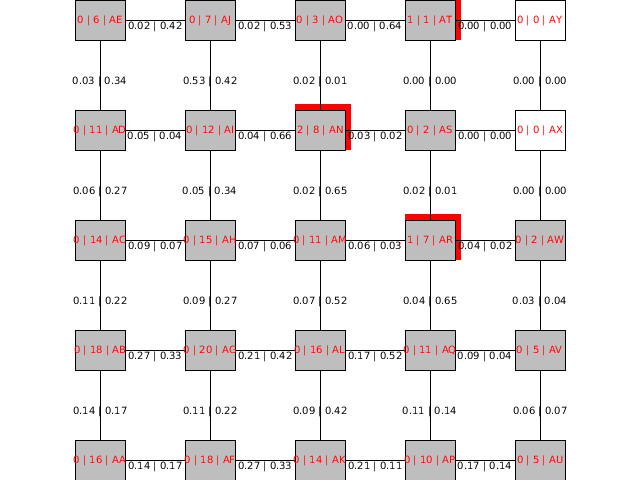 0 | 6 | AE 0.02 | 0.42 0 | 7 | AJ 0.02 | 0.53 0 | 3 | AO 0.00 | 0.64 1 | 1 | AT 0.00 | 0.00 0 | 0 | AY
0.03 | 0.34 0.53 | 0.42 0.02 | 0.01 0.00 | 0.00 0.00 | 0.00
0 | 11 | AD 0.05 | 0.04 0 | 12 | AI 0.04 | 0.66 2 | 8 | AN 0.03 | 0.02 0 | 2 | AS 0.00 | 0.00 0 | 0 | AX
0.06 | 0.27 0.05 | 0.34 0.02 | 0.65 0.02 | 0.01 0.00 | 0.00
0 | 14 | AC 0.09 | 0.07 0 | 15 | AH 0.07 | 0.06 0 | 11 | AM 0.06 | 0.03 1 | 7 | AR 0.04 | 0.02 0 | 2 | AW
0.11 | 0.22 0.09 | 0.27 0.07 | 0.52 0.04 | 0.65 0.03 | 0.04
0 | 18 | AB 0.27 | 0.33 0 | 20 | AG 0.21 | 0.42 0 | 16 | AL 0.17 | 0.52 0 | 11 | AQ 0.09 | 0.04 0 | 5 | AV
0.14 | 0.17 0.11 | 0.22 0.09 | 0.42 0.11 | 0.14 0.06 | 0.07
0 | 16 | AA 0.14 | 0.17 0 | 18 | AF 0.27 | 0.33 0 | 14 | AK 0.21 | 0.11 0 | 10 | AP 0.17 | 0.14 0 | 5 | AU